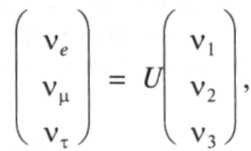 ( ν_e ) = U ( ν_1 ) ,
( ν_μ ) ( ν_2 )
( ν_τ ) ( ν_3 )